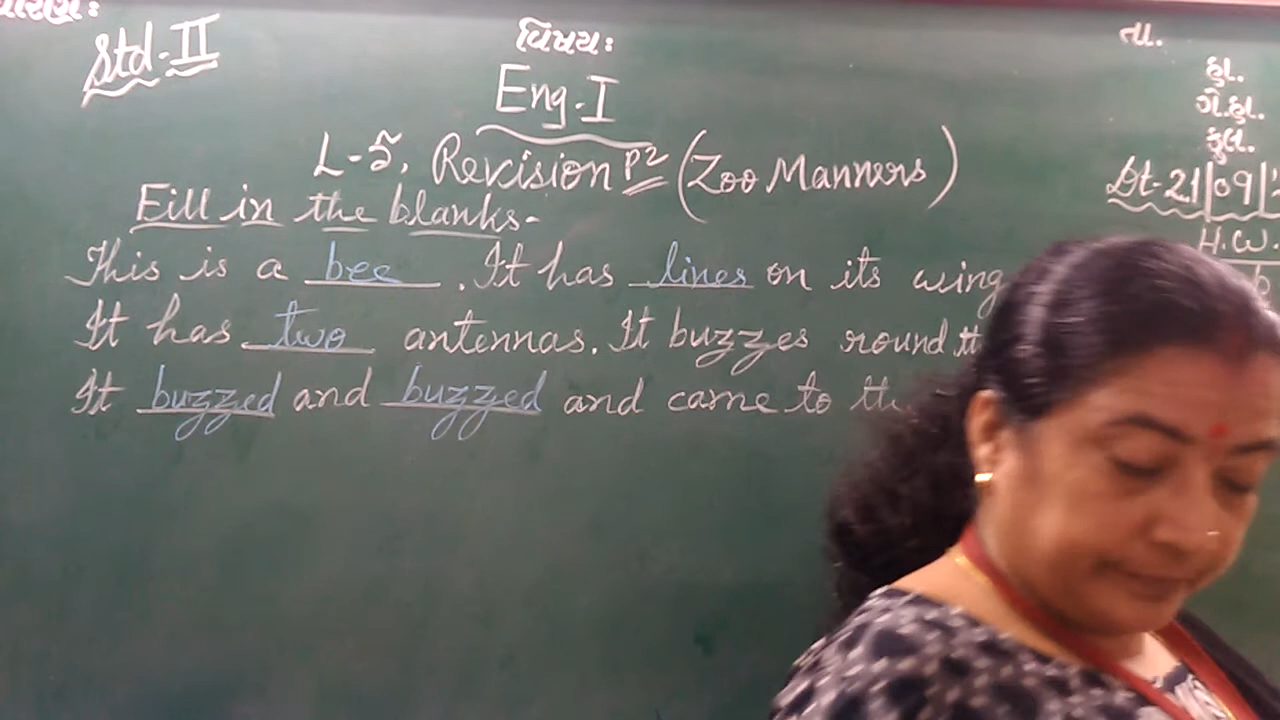 Std-II
વિષય:
Eng-I
L-5. Revision P2 (Zoo Manners)
Fill in the blanks-
This is a bee. It has lines on its wing
It has two antennas. It buzzes round
It buzzed and buzzed and came to
તા.
હા.
ગે.હા.
કુલ.
Dt-21|09|
H.W.